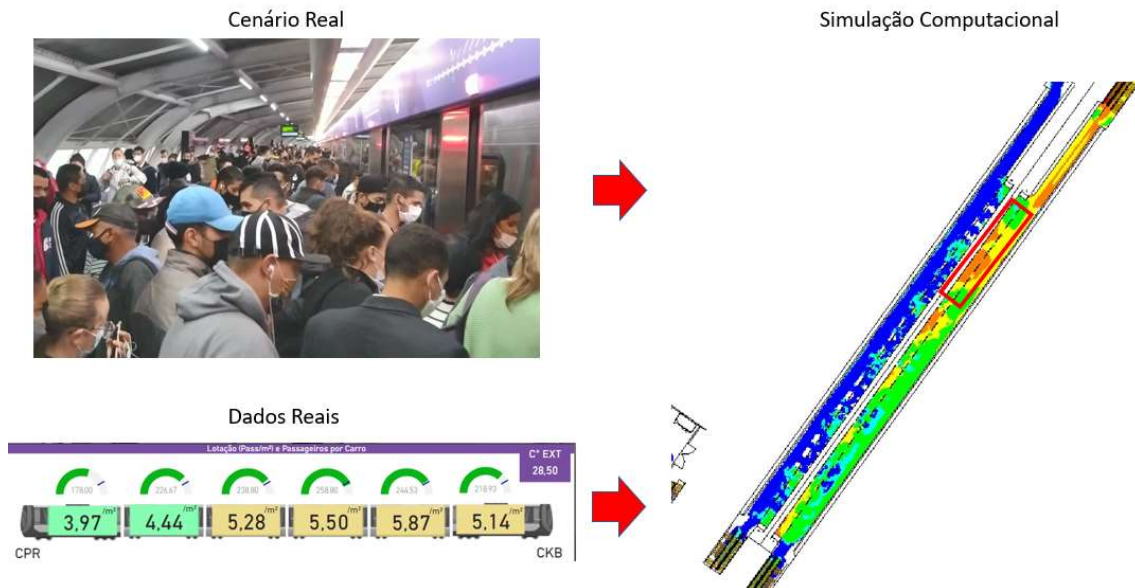 Cenário Real
Simulação Computacional
Dados Reais
Lotação (Pass/m²) e Passageiros por Carro
C° EXT
28,50
178.00
226.67
238.80
258.80
244.53
218.93
3,97 /m²
4,44 /m²
5,28 /m²
5,50 /m²
5,87 /m²
5,14 /m²
CPR
CKB